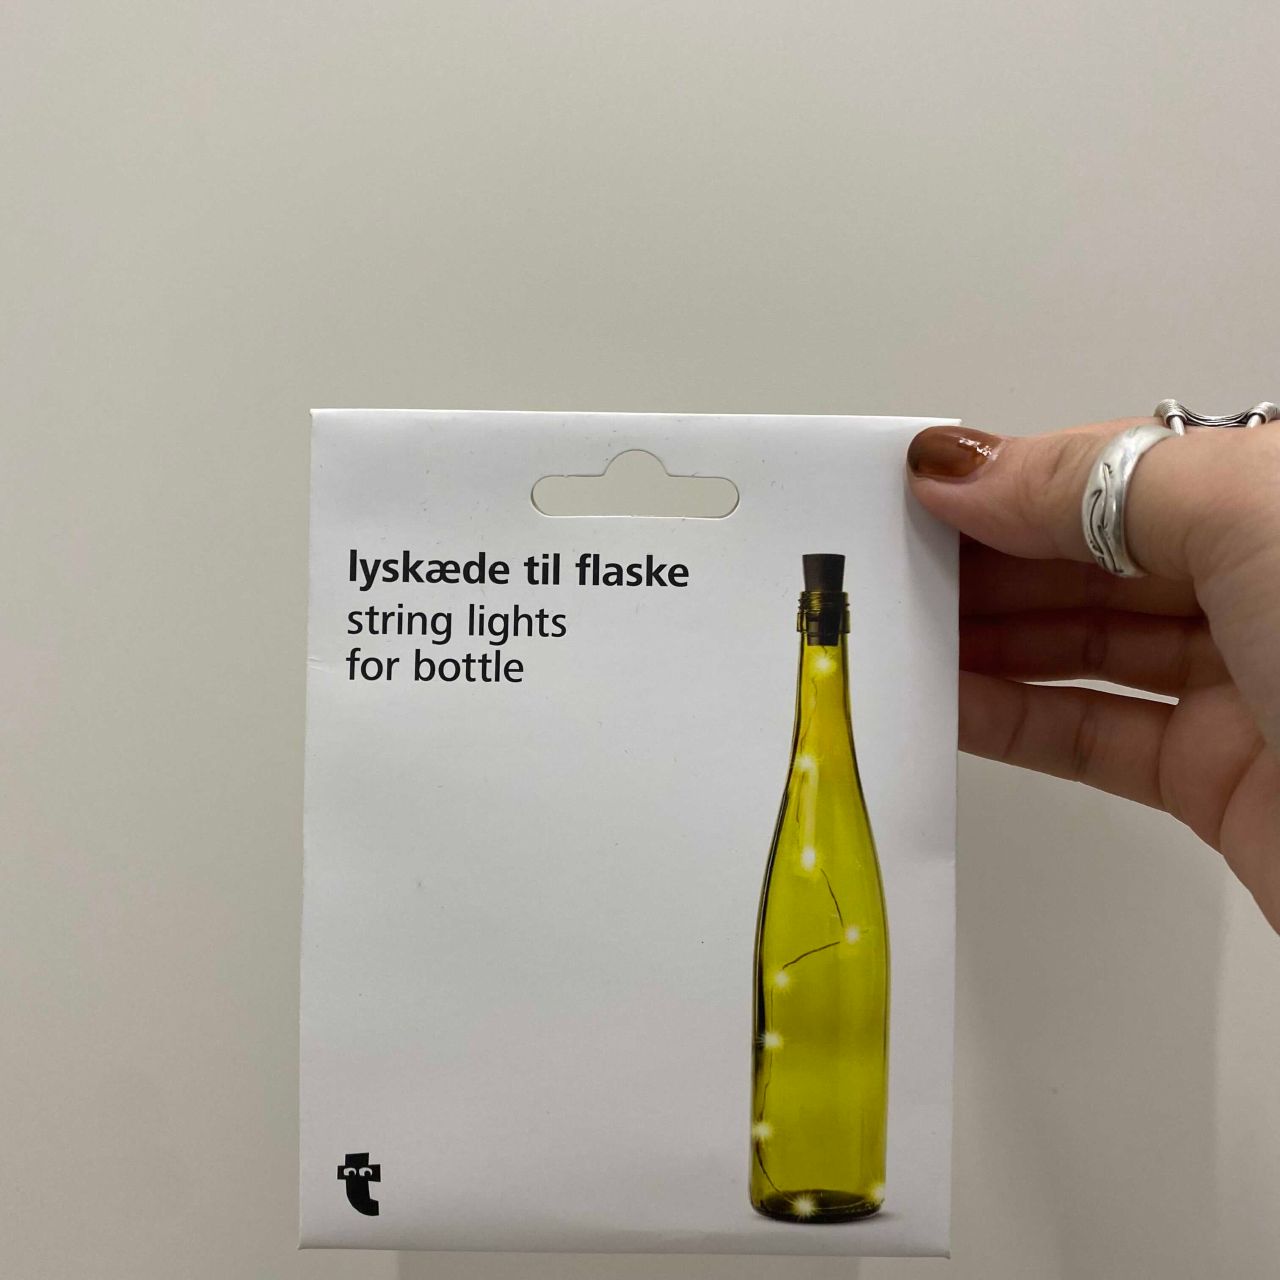 lyskæde til flaske
string lights
for bottle
t